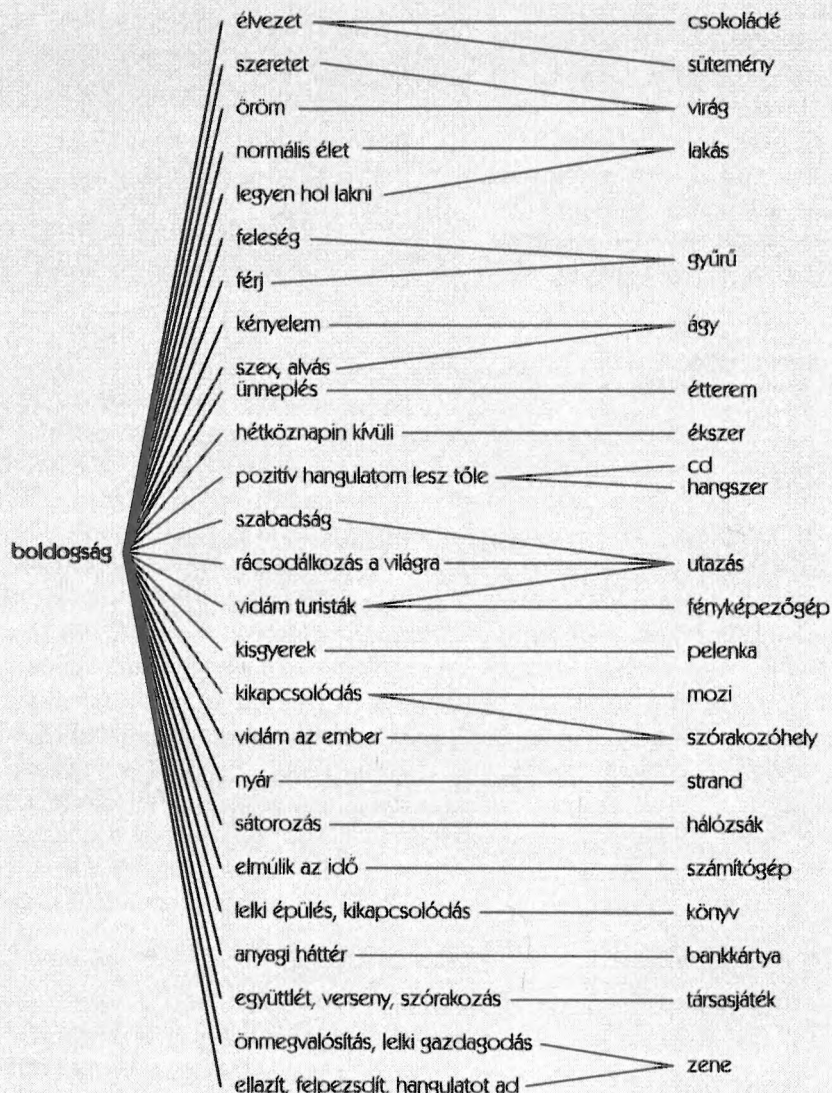 élvezet csokoládé
szeretet sütemény
öröm virág
normális élet lakás
legyen hol lakni
feleség
gyűrű
férj
kényelem ágy
szex, alvás
ünneplés étterem
hétköznapin kívüli ékszer
cd
pozitív hangulatom lesz tőle
hangszer
szabadság
boldogság
rácsodálkozás a világra utazás
vidám turisták fényképezőgép
kisgyerek pelenka
kikapcsolódás mozi
vidám az ember szórakozóhely
nyár strand
sátorozás hálózsák
elmúlik az idő számítógép
lelki épülés, kikapcsolódás könyv
anyagi háttér bankkártya
együttlét, verseny, szórakozás társasjáték
önmegvalósítás, lelki gazdagodás
zene
ellazít, felpezsdít, hangulatot ad